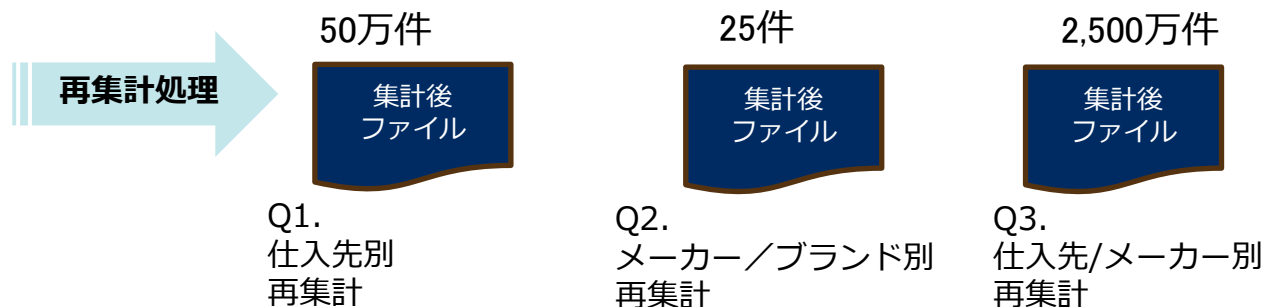 再集計処理
50万件
集計後
ファイル
Q1.
仕入先別
再集計
25件
集計後
ファイル
Q2.
メーカー／ブランド別
再集計
2,500万件
集計後
ファイル
Q3.
仕入先/メーカー別
再集計